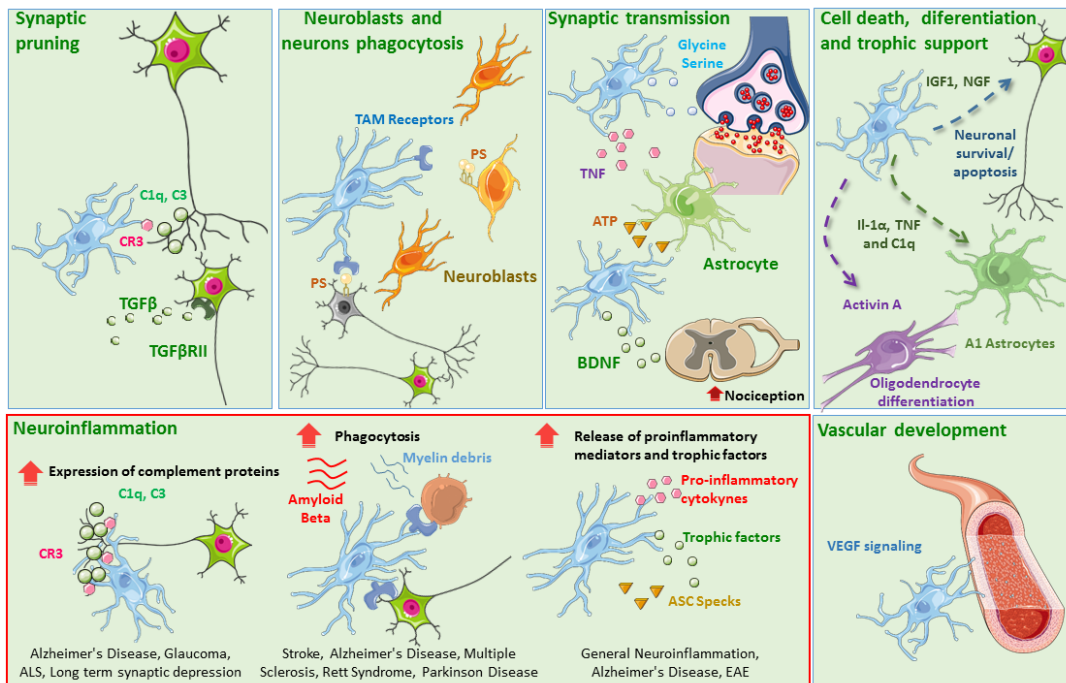 Synaptic
pruning
C1q, C3
CR3
TGFβ
TGFβRII
Neuroblasts and
neurons phagocytosis
TAM Receptors
PS
Neuroblasts
PS
Synaptic transmission
Glycine
Serine
TNF
ATP
Astrocyte
BDNF
Nociception
Cell death, diferentiation
and trophic support
IGF1, NGF
Neuronal
survival/
apoptosis
Il-1α, TNF
and C1q
Activin A
A1 Astrocytes
Oligodendrocyte
differentiation
Neuroinflammation
Expression of complement proteins
C1q, C3
CR3
Alzheimer's Disease, Glaucoma,
ALS, Long term synaptic depression
Phagocytosis
Myelin debris
Amyloid
Beta
Stroke, Alzheimer's Disease, Multiple
Sclerosis, Rett Syndrome, Parkinson Disease
Release of proinflammatory
mediators and trophic factors
Pro-inflammatory
cytokynes
Trophic factors
ASC Specks
General Neuroinflammation,
Alzheimer's Disease, EAE
Vascular development
VEGF signaling